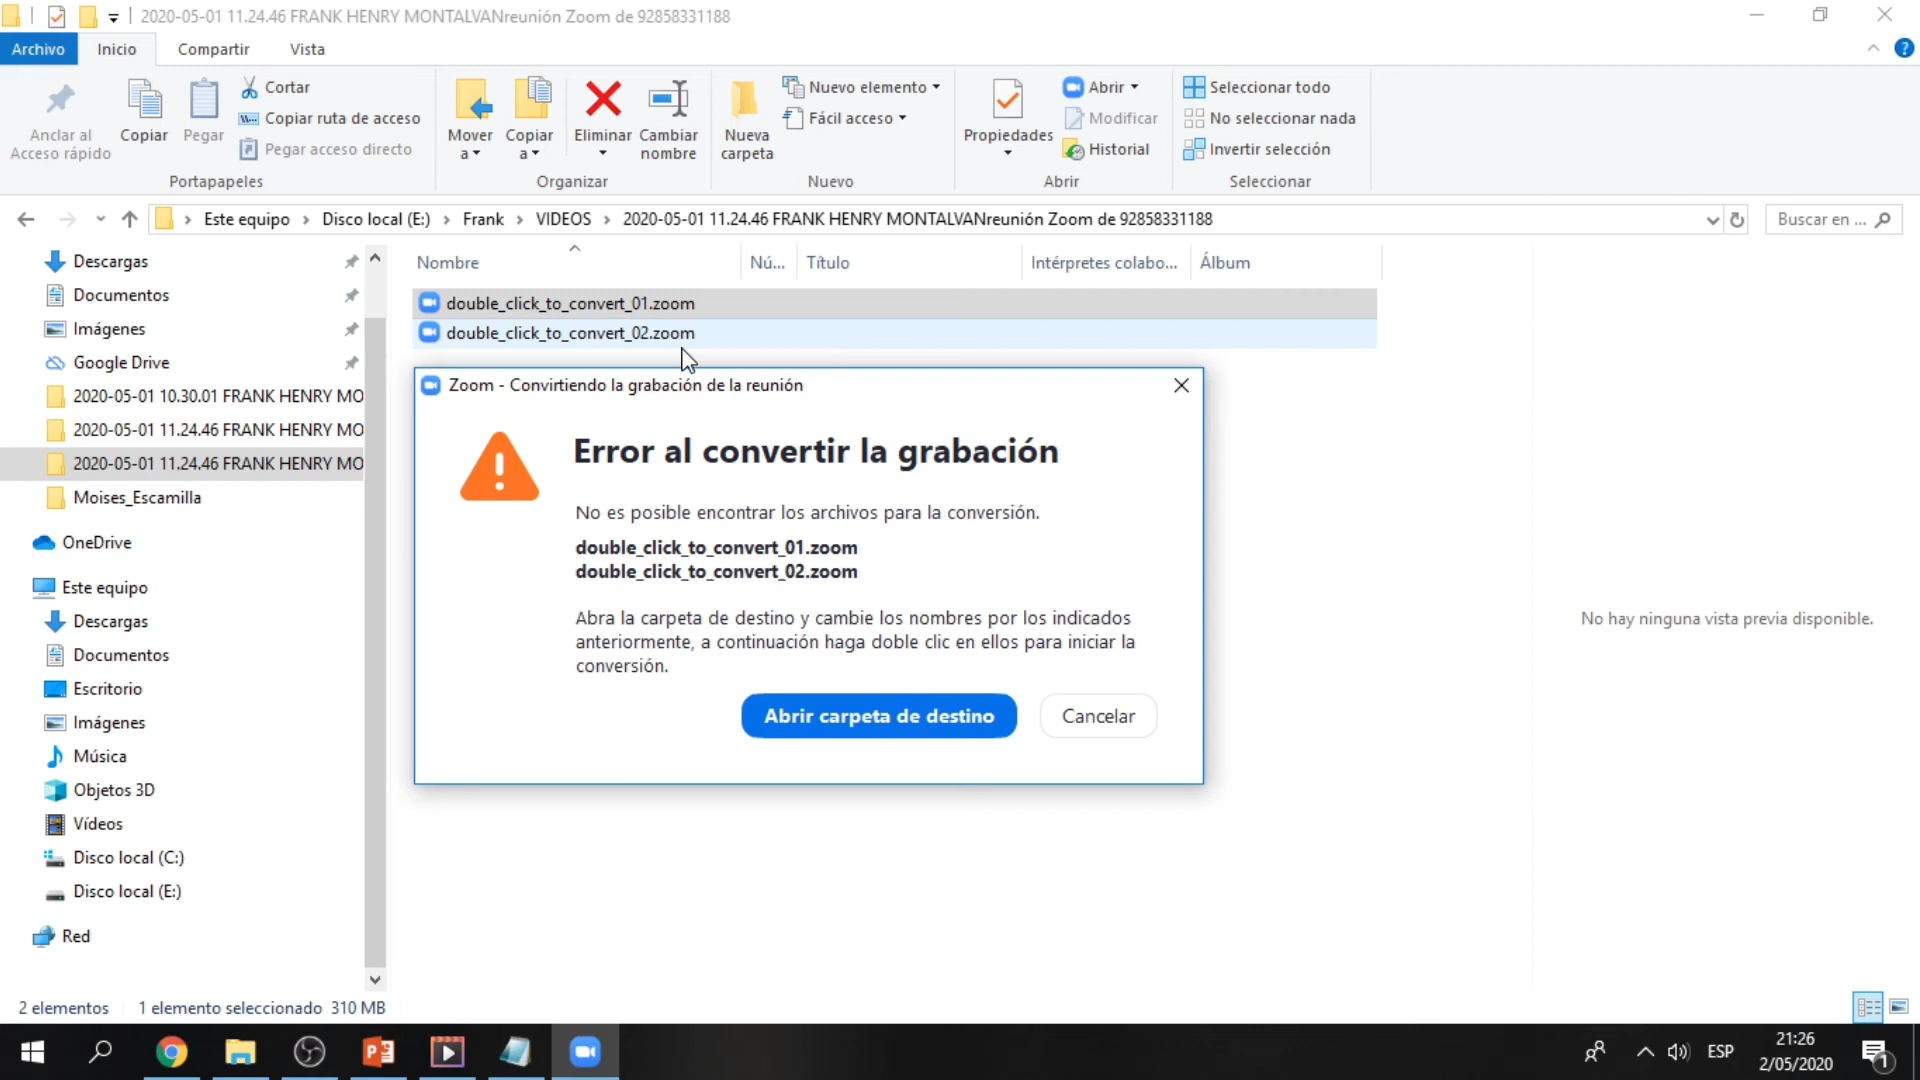 2020-05-01 11.24.46 FRANK HENRY MONTALVANreunión Zoom de 92858331188
Archivo Inicio Compartir Vista
Anclar al
Acceso rápido
Copiar
Pegar
Cortar
Copiar ruta de acceso
Pegar acceso directo
Portapapeles
Mover
a
Copiar
a
Eliminar
Cambiar
nombre
Organizar
Nueva
carpeta
Nuevo elemento
Fácil acceso
Nuevo
Propiedades
Abrir
Modificar
Historial
Abrir
Seleccionar todo
No seleccionar nada
Invertir selección
Seleccionar
Este equipo > Disco local (E:) > Frank > VIDEOS > 2020-05-01 11.24.46 FRANK HENRY MONTALVANreunión Zoom de 92858331188
Buscar en ...
Descargas
Documentos
Imágenes
Google Drive
2020-05-01 10.30.01 FRANK HENRY MO
2020-05-01 11.24.46 FRANK HENRY MO
2020-05-01 11.24.46 FRANK HENRY MO
Moises_Escamilla
OneDrive
Este equipo
Descargas
Documentos
Escritorio
Imágenes
Música
Objetos 3D
Vídeos
Disco local (C:)
Disco local (E:)
Red
Nombre Nú... Título Intérpretes colabo... Álbum
double_click_to_convert_01.zoom
double_click_to_convert_02.zoom
Zoom - Convirtiendo la grabación de la reunión
Error al convertir la grabación
No es posible encontrar los archivos para la conversión.
double_click_to_convert_01.zoom
double_click_to_convert_02.zoom
Abra la carpeta de destino y cambie los nombres por los indicados
anteriormente, a continuación haga doble clic en ellos para iniciar la
conversión.
Abrir carpeta de destino
Cancelar
No hay ninguna vista previa disponible.
2 elementos 1 elemento seleccionado 310 MB
ESP
21:26
2/05/2020
1